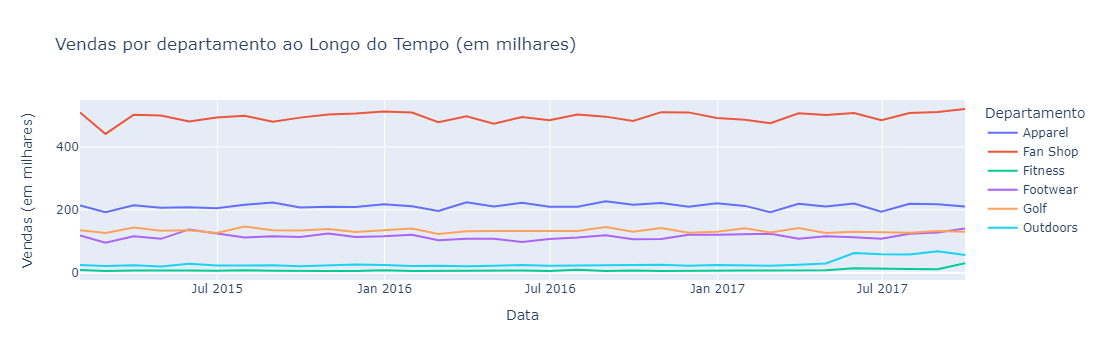 Vendas por departamento ao Longo do Tempo (em milhares)
Vendas (em milhares)
400
200
0
Jul 2015
Jan 2016
Jul 2016
Jan 2017
Jul 2017
Data
Departamento
Apparel
Fan Shop
Fitness
Footwear
Golf
Outdoors